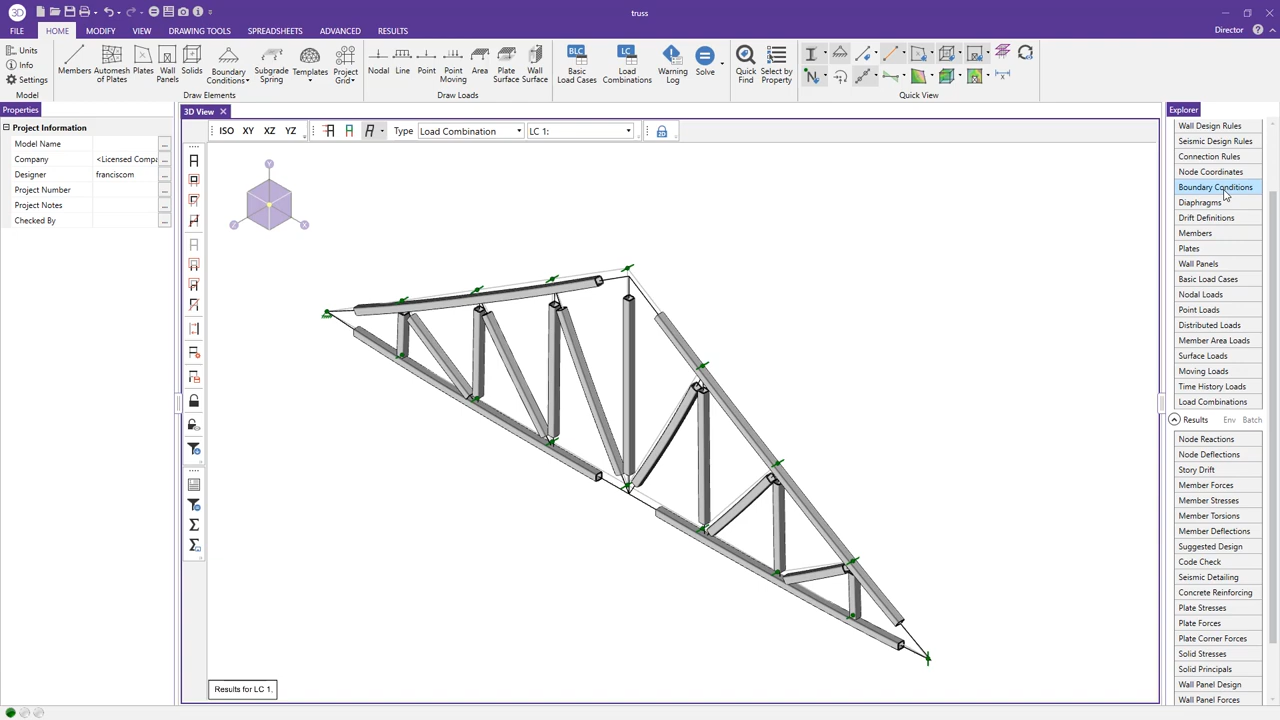 3D
truss
FILE HOME MODIFY VIEW DRAWING TOOLS SPREADSHEETS ADVANCED RESULTS Director
Units
Info
Settings
Model
Members
Automesh of Plates
Plates
Wall Panels
Solids
Boundary Conditions
Subgrade Spring
Templates
Project Grid
Draw Elements
Nodal
Line
Point
Point Moving
Area
Plate Surface
Wall Surface
Draw Loads
BLC
Basic Load Cases
LC
Load Combinations
Warning Log
Solve
Quick Find
Select by Property
Quick View
Properties
Project Information
Model Name ...
Company <Licensed Compa ...
Designer franciscom ...
Project Number ...
Project Notes ...
Checked By ...
3D View
ISO XY XZ YZ Type Load Combination LC 1: 2D
Y
Z X
Results for LC 1.
Explorer
Wall Design Rules
Seismic Design Rules
Connection Rules
Node Coordinates
Boundary Conditions
Diaphragms
Drift Definitions
Members
Plates
Wall Panels
Basic Load Cases
Nodal Loads
Point Loads
Distributed Loads
Member Area Loads
Surface Loads
Moving Loads
Time History Loads
Load Combinations
Results Env Batch
Node Reactions
Node Deflections
Story Drift
Member Forces
Member Stresses
Member Torsions
Member Deflections
Suggested Design
Code Check
Seismic Detailing
Concrete Reinforcing
Plate Stresses
Plate Forces
Plate Corner Forces
Solid Stresses
Solid Principals
Wall Panel Design
Wall Panel Forces